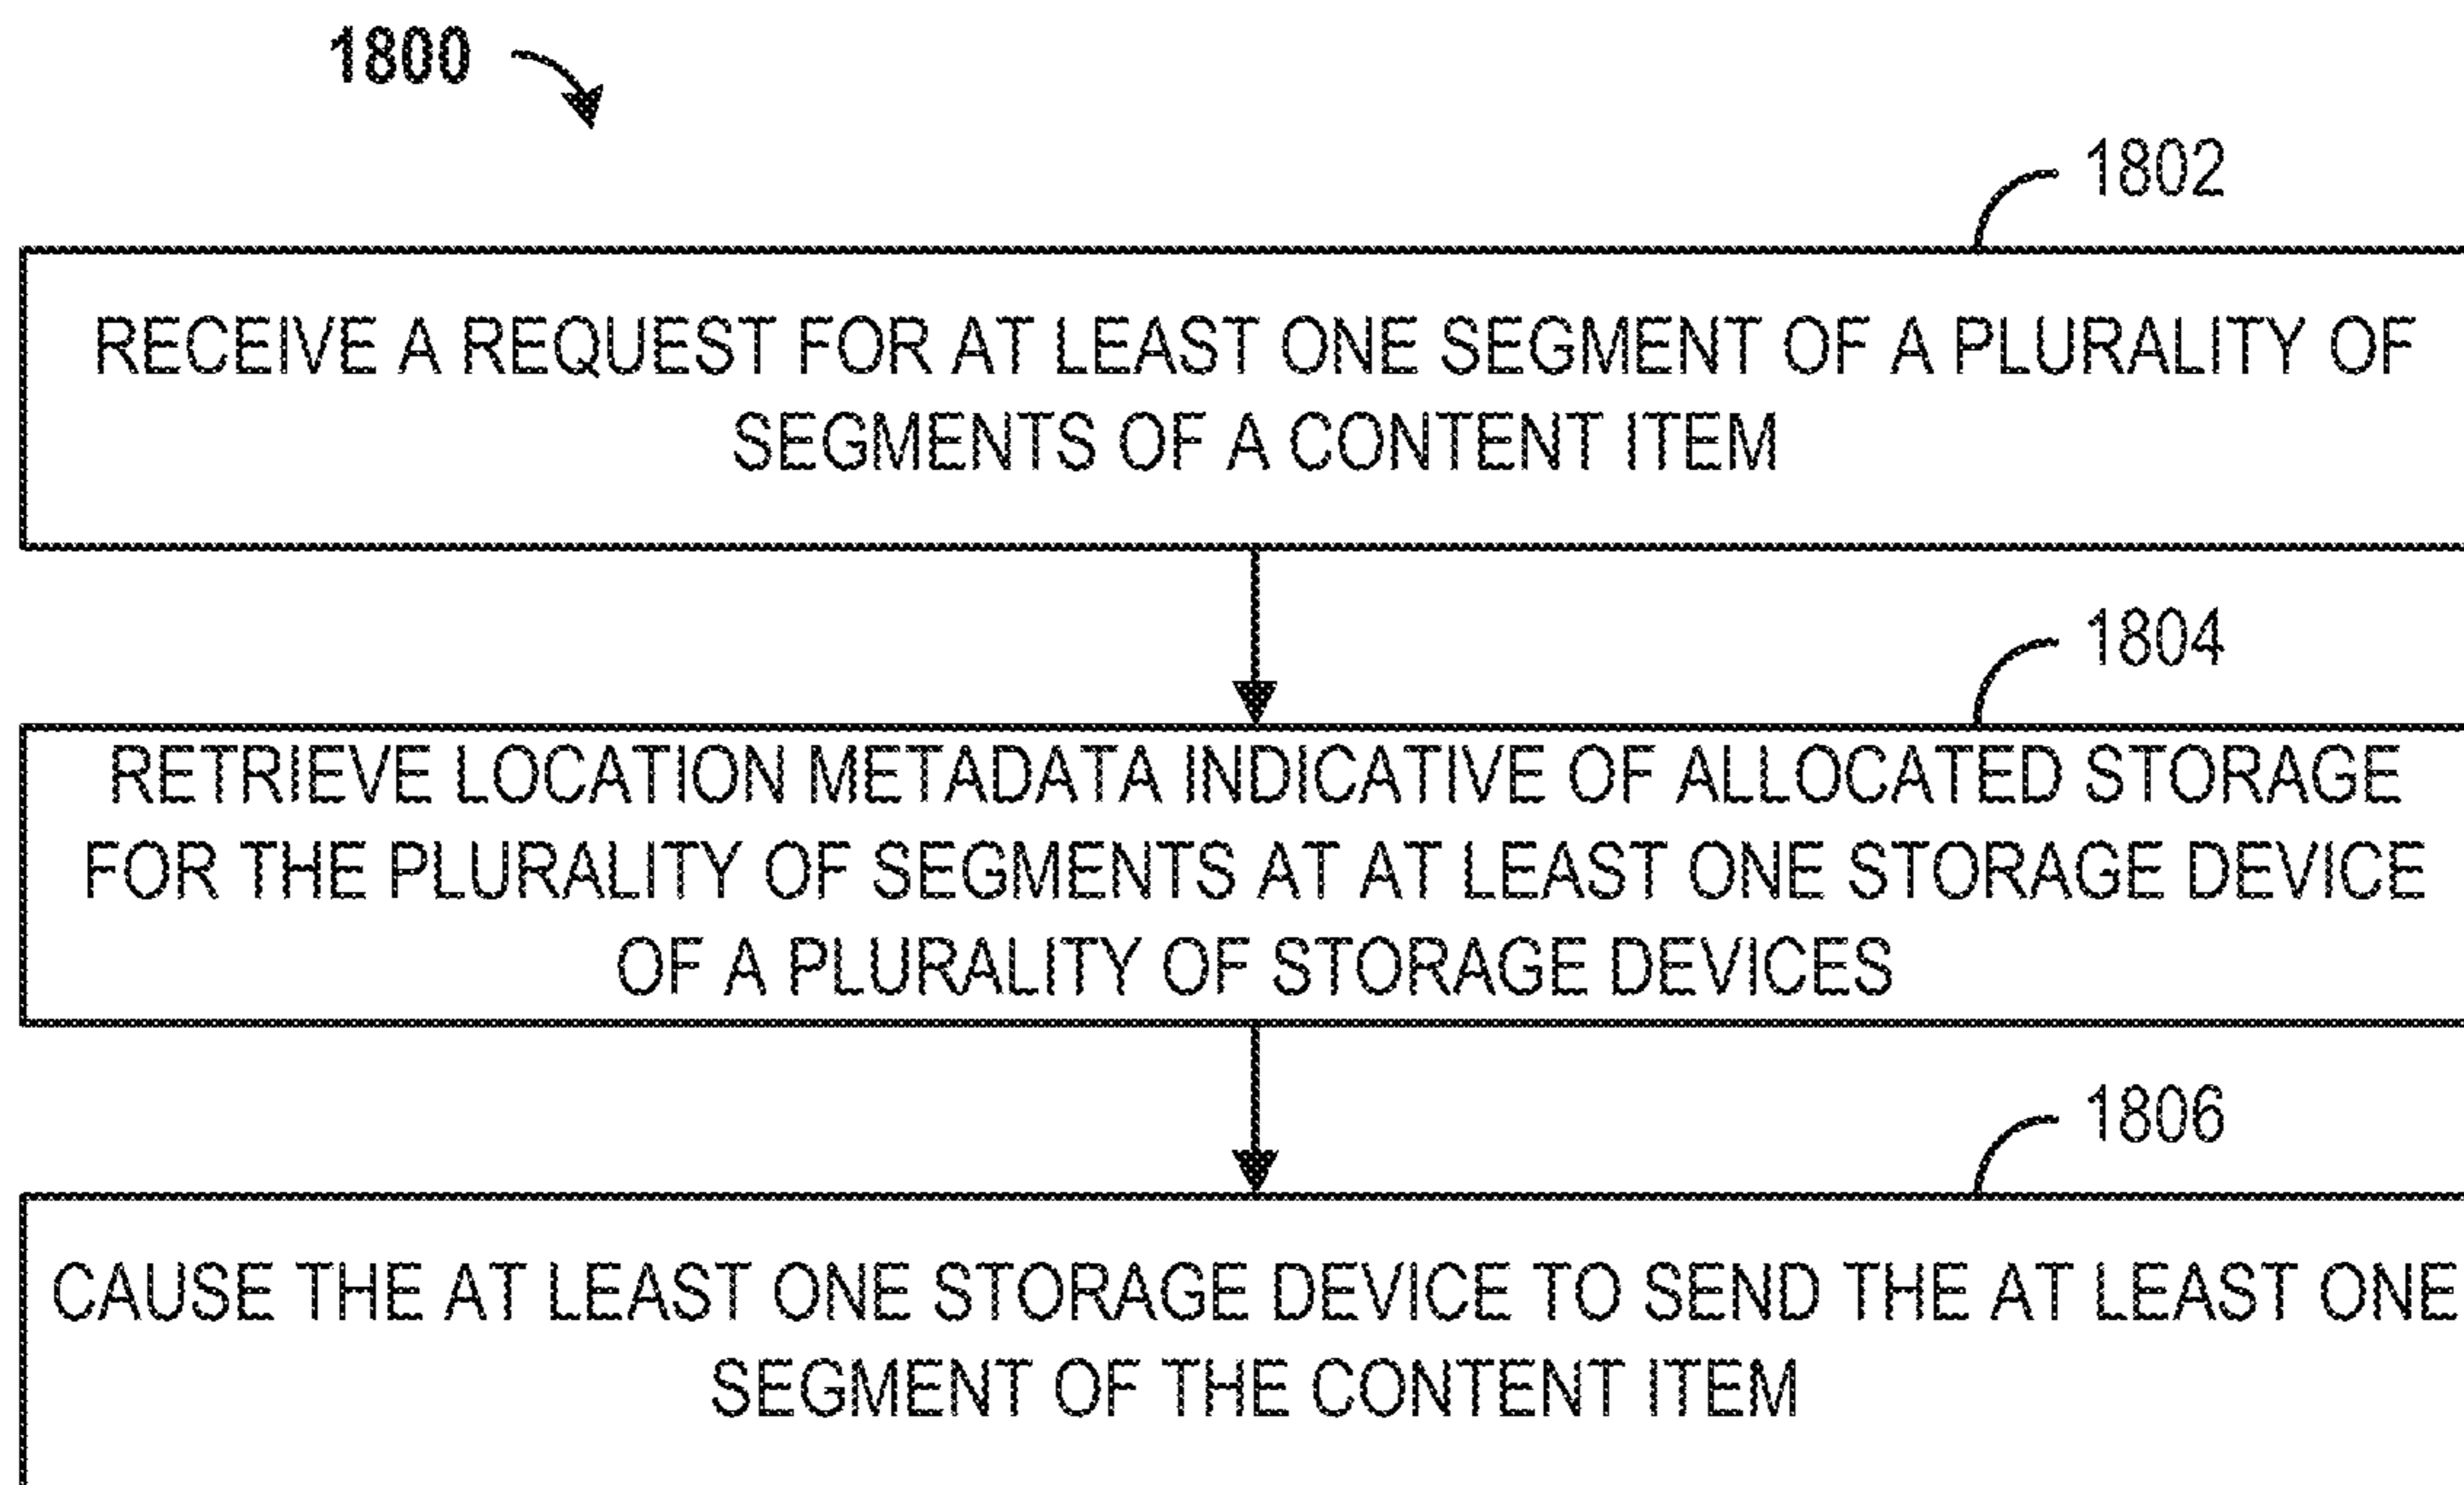 1800
1802
RECEIVE A REQUEST FOR AT LEAST ONE SEGMENT OF A PLURALITY OF
SEGMENTS OF A CONTENT ITEM
1804
RETRIEVE LOCATION METADATA INDICATIVE OF ALLOCATED STORAGE
FOR THE PLURALITY OF SEGMENTS AT AT LEAST ONE STORAGE DEVICE
OF A PLURALITY OF STORAGE DEVICES
1806
CAUSE THE AT LEAST ONE STORAGE DEVICE TO SEND THE AT LEAST ONE
SEGMENT OF THE CONTENT ITEM